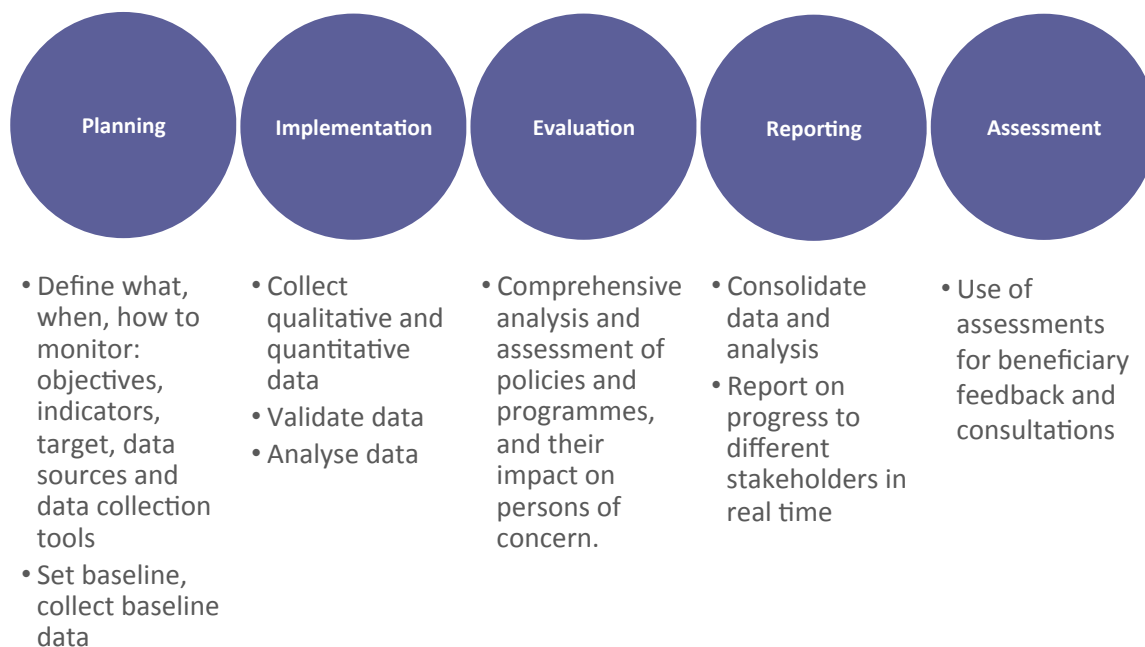 Planning
Implementation
Evaluation
Reporting
Assessment
• Define what,
when, how to
monitor:
objectives,
indicators,
target, data
sources and
data collection
tools
• Set baseline,
collect baseline
data
• Collect
qualitative and
quantitative
data
• Validate data
• Analyse data
• Comprehensive
analysis and
assessment of
policies and
programmes,
and their
impact on
persons of
concern.
• Consolidate
data and
analysis
• Report on
progress to
different
stakeholders in
real time
• Use of
assessments
for beneficiary
feedback and
consultations